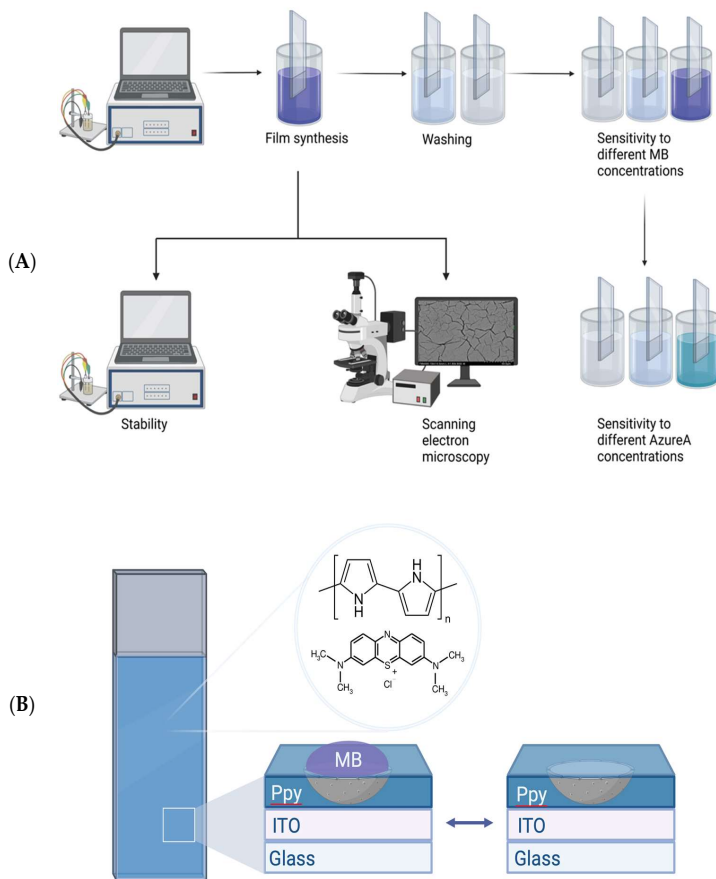 Film synthesis
Washing
Sensitivity to
different MB
concentrations
(A)
Stability
Scanning
electron
microscopy
Sensitivity to
different AzureA
concentrations
(B)
H
N
N
H
n
N
H₃C
N
CH₃
S
+
Cl⁻
CH₃
N
CH₃
MB
Ppy
ITO
Glass
Ppy
ITO
Glass